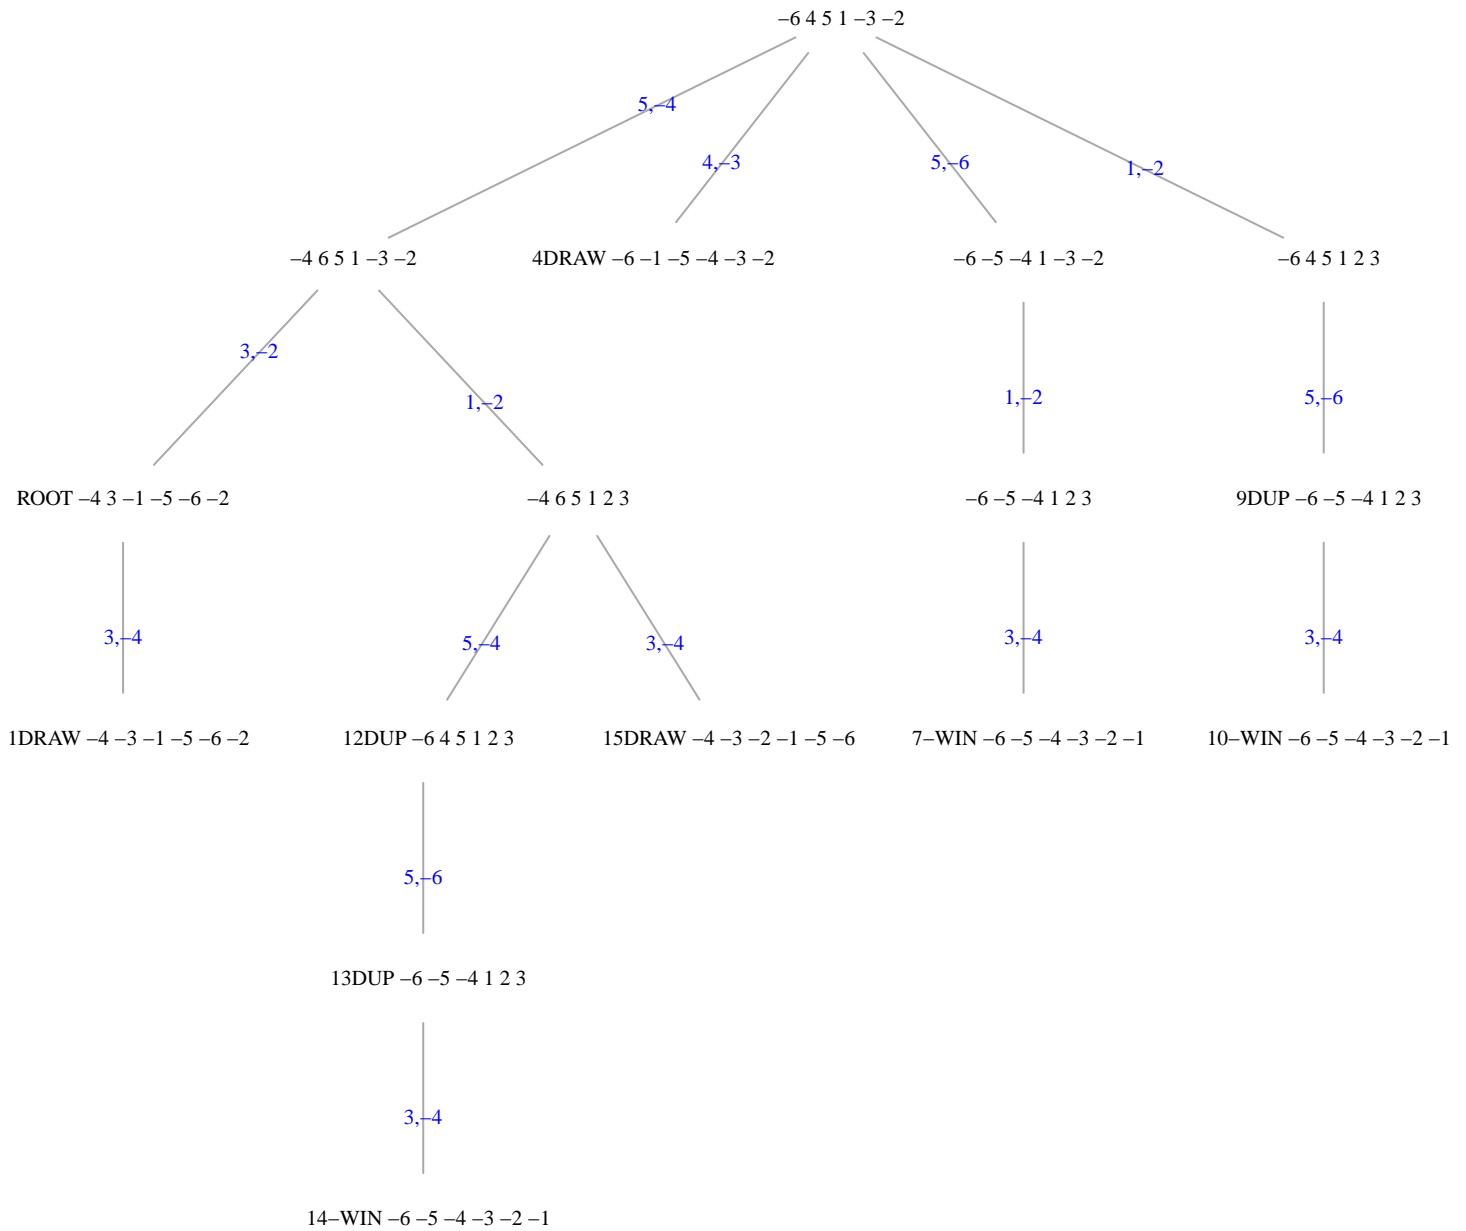 –6 4 5 1 –3 –2
5,–4
4,–3
5,–6
1,–2
–4 6 5 1 –3 –2
4DRAW –6 –1 –5 –4 –3 –2
–6 –5 –4 1 –3 –2
–6 4 5 1 2 3
3,–2
1,–2
1,–2
5,–6
ROOT –4 3 –1 –5 –6 –2
–4 6 5 1 2 3
–6 –5 –4 1 2 3
9DUP –6 –5 –4 1 2 3
3,–4
5,–4
3,–4
3,–4
3,–4
1DRAW –4 –3 –1 –5 –6 –2
12DUP –6 4 5 1 2 3
15DRAW –4 –3 –2 –1 –5 –6
7–WIN –6 –5 –4 –3 –2 –1
10–WIN –6 –5 –4 –3 –2 –1
5,–6
13DUP –6 –5 –4 1 2 3
3,–4
14–WIN –6 –5 –4 –3 –2 –1